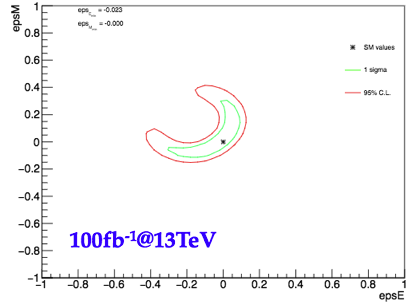 epsM
eps = -0.023
eps = -0.000
SM values
1 sigma
95% C.L.
100fb-1@13TeV
1
0.8
0.6
0.4
0.2
0
−0.2
−0.4
−0.6
−0.8
−1
−1 −0.8 −0.6 −0.4 −0.2 0 0.2 0.4 0.6 0.8 1
epsE